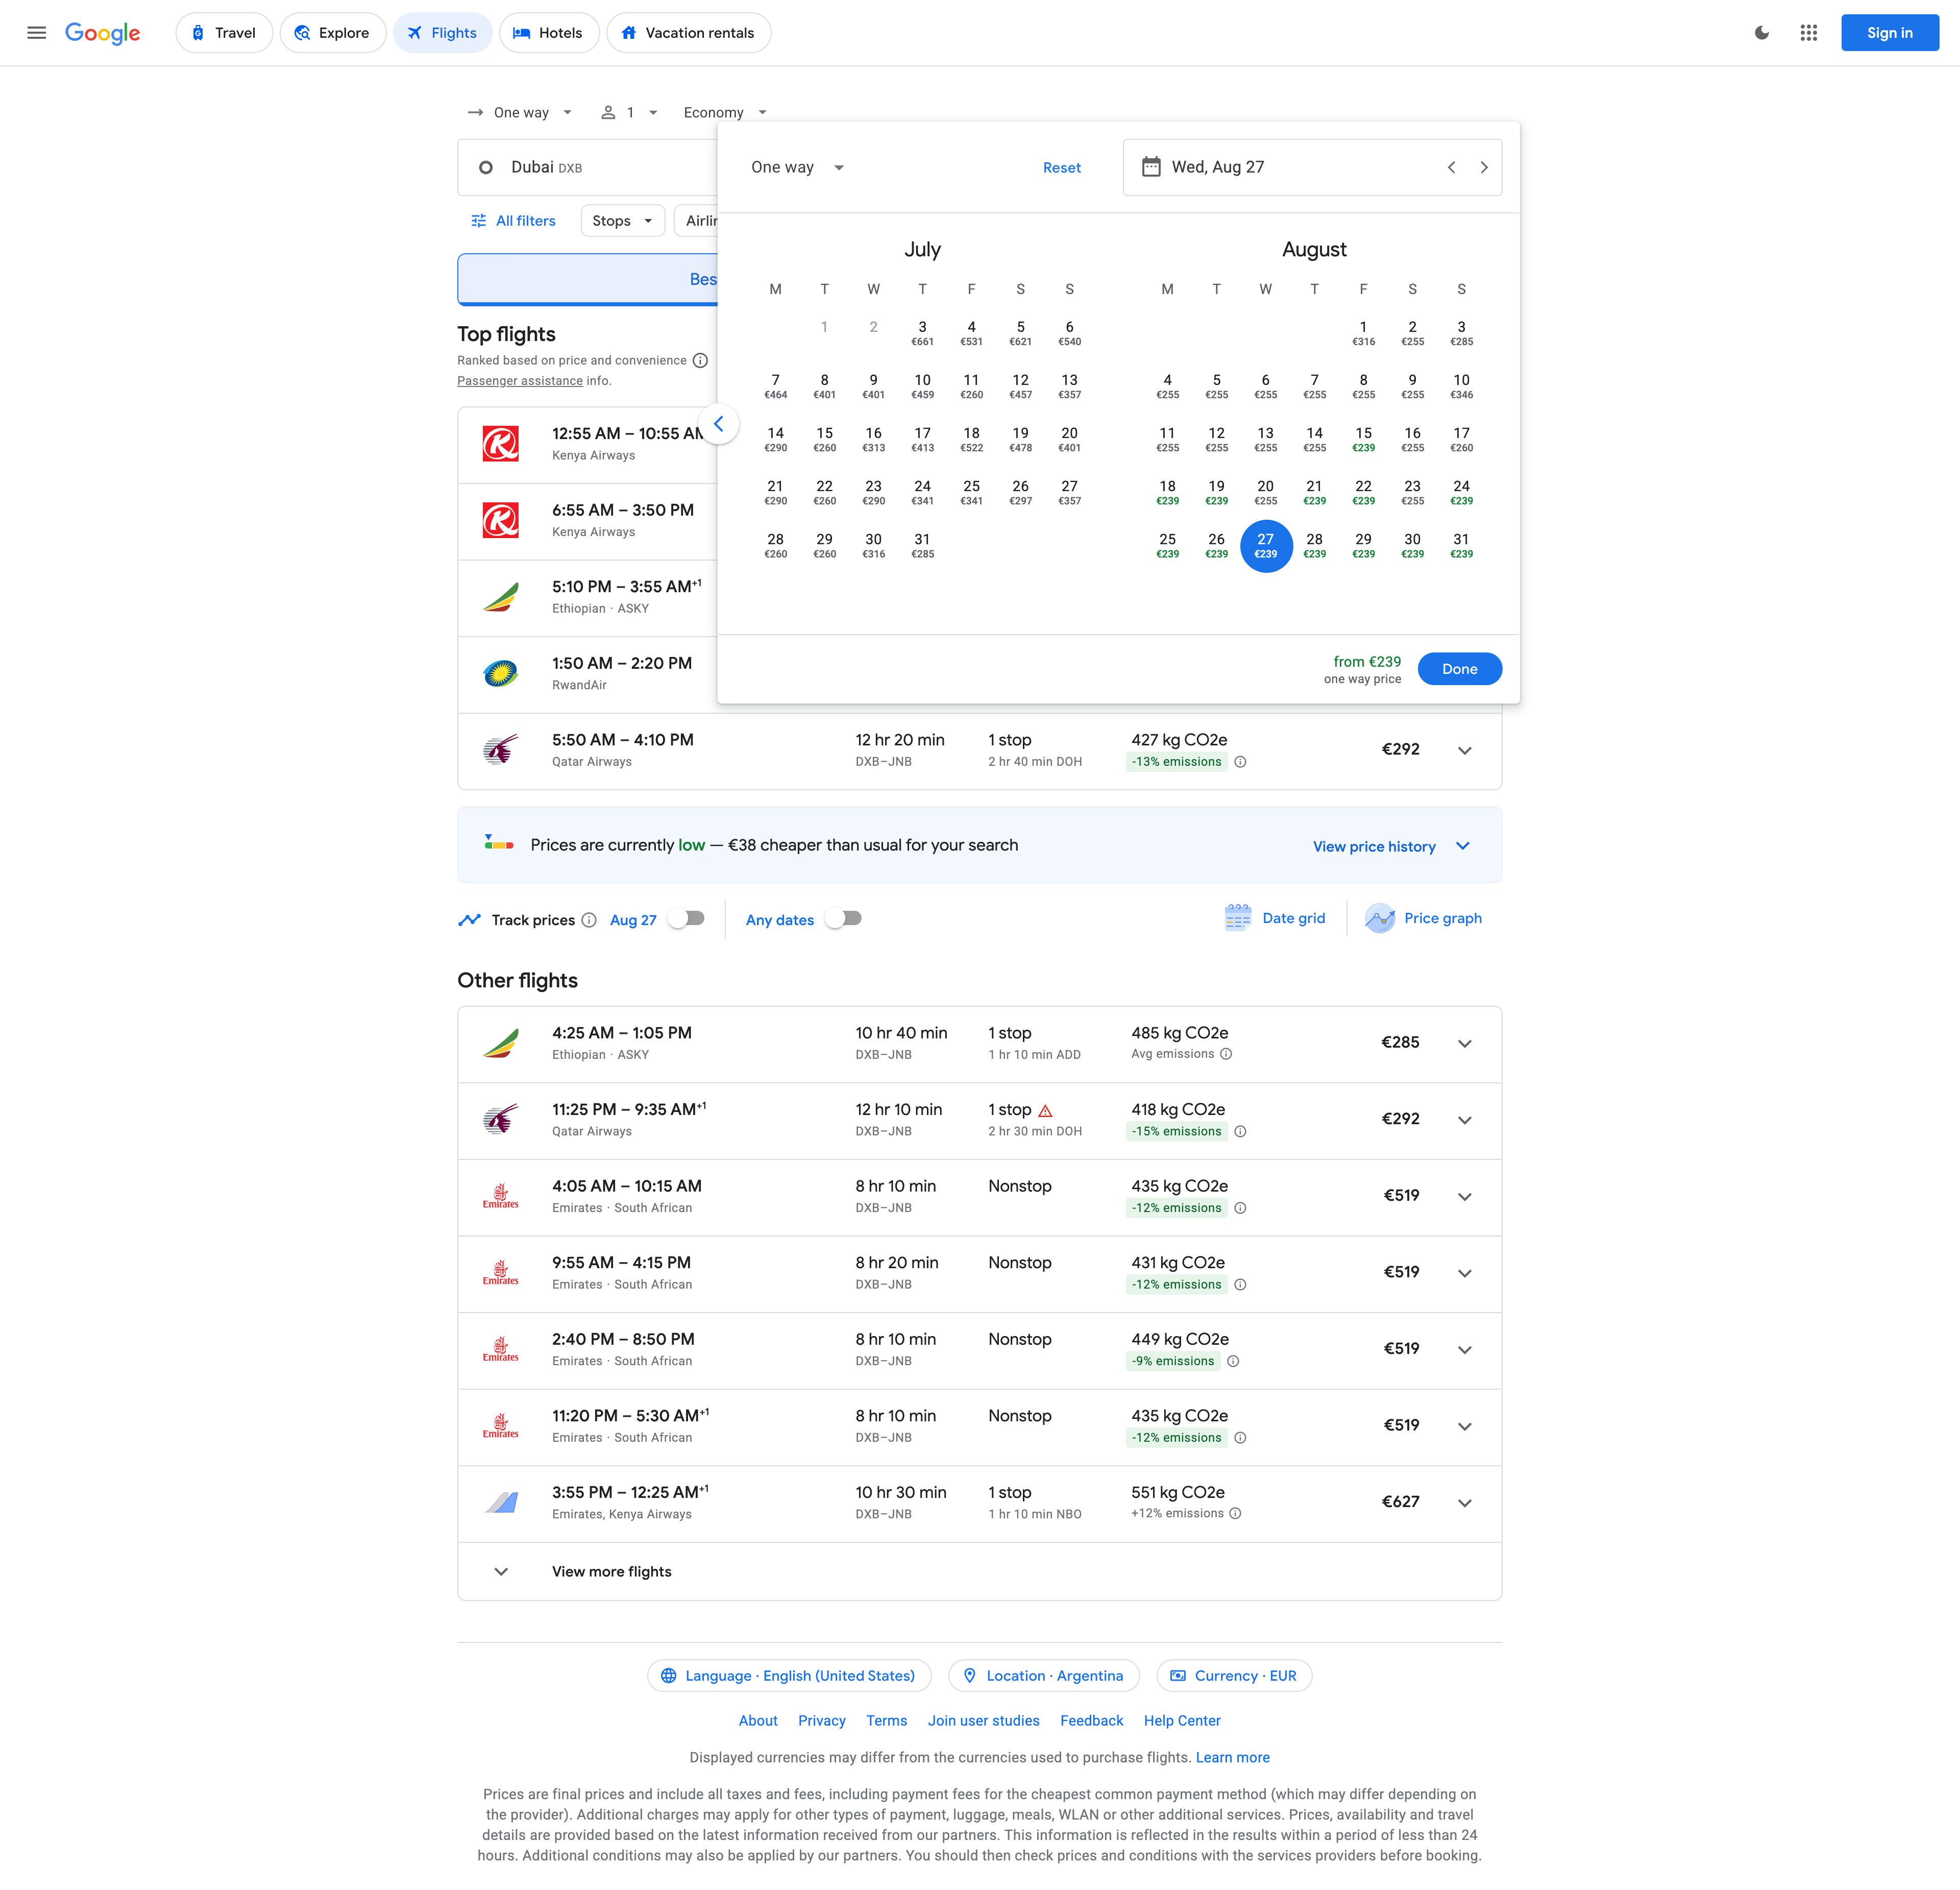 Google
Travel
Explore
Flights
Hotels
Vacation rentals
Sign in
One way
1
Economy
Dubai DXB
One way
Reset
Wed, Aug 27
All filters
Stops
Airlin
Bes
July
M T W T F S S
1 2 3 4 5 6
€661 €531 €621 €540
7 8 9 10 11 12 13
€464 €401 €401 €459 €260 €457 €357
14 15 16 17 18 19 20
€290 €260 €313 €413 €522 €478 €401
21 22 23 24 25 26 27
€290 €260 €290 €341 €341 €297 €357
28 29 30 31
€260 €260 €316 €285
August
M T W T F S S
1 2 3
€316 €255 €285
4 5 6 7 8 9 10
€255 €255 €255 €255 €255 €255 €346
11 12 13 14 15 16 17
€255 €255 €255 €255 €239 €255 €260
18 19 20 21 22 23 24
€239 €239 €255 €239 €239 €255 €239
25 26 27 28 29 30 31
€239 €239 €239 €239 €239 €239 €239
from €239
one way price
Done
Top flights
Ranked based on price and convenience
Passenger assistance info.
12:55 AM – 10:55 AM
Kenya Airways
6:55 AM – 3:50 PM
Kenya Airways
5:10 PM – 3:55 AM+1
Ethiopian · ASKY
1:50 AM – 2:20 PM
RwandAir
5:50 AM – 4:10 PM 12 hr 20 min 1 stop 427 kg CO2e €292
Qatar Airways DXB–JNB 2 hr 40 min DOH -13% emissions
Prices are currently low — €38 cheaper than usual for your search
View price history
Track prices Aug 27 Any dates Date grid Price graph
Other flights
4:25 AM – 1:05 PM 10 hr 40 min 1 stop 485 kg CO2e €285
Ethiopian · ASKY DXB–JNB 1 hr 10 min ADD Avg emissions
11:25 PM – 9:35 AM+1 12 hr 10 min 1 stop 418 kg CO2e €292
Qatar Airways DXB–JNB 2 hr 30 min DOH -15% emissions
4:05 AM – 10:15 AM 8 hr 10 min Nonstop 435 kg CO2e €519
Emirates
Emirates · South African DXB–JNB -12% emissions
9:55 AM – 4:15 PM 8 hr 20 min Nonstop 431 kg CO2e €519
Emirates
Emirates · South African DXB–JNB -12% emissions
2:40 PM – 8:50 PM 8 hr 10 min Nonstop 449 kg CO2e €519
Emirates
Emirates · South African DXB–JNB -9% emissions
11:20 PM – 5:30 AM+1 8 hr 10 min Nonstop 435 kg CO2e €519
Emirates
Emirates · South African DXB–JNB -12% emissions
3:55 PM – 12:25 AM+1 10 hr 30 min 1 stop 551 kg CO2e €627
Emirates, Kenya Airways DXB–JNB 1 hr 10 min NBO +12% emissions
View more flights
Language · English (United States)
Location · Argentina
Currency · EUR
About Privacy Terms Join user studies Feedback Help Center
Displayed currencies may differ from the currencies used to purchase flights. Learn more
Prices are final prices and include all taxes and fees, including payment fees for the cheapest common payment method (which may differ depending on
the provider). Additional charges may apply for other types of payment, luggage, meals, WLAN or other additional services. Prices, availability and travel
details are provided based on the latest information received from our partners. This information is reflected in the results within a period of less than 24
hours. Additional conditions may also be applied by our partners. You should then check prices and conditions with the services providers before booking.